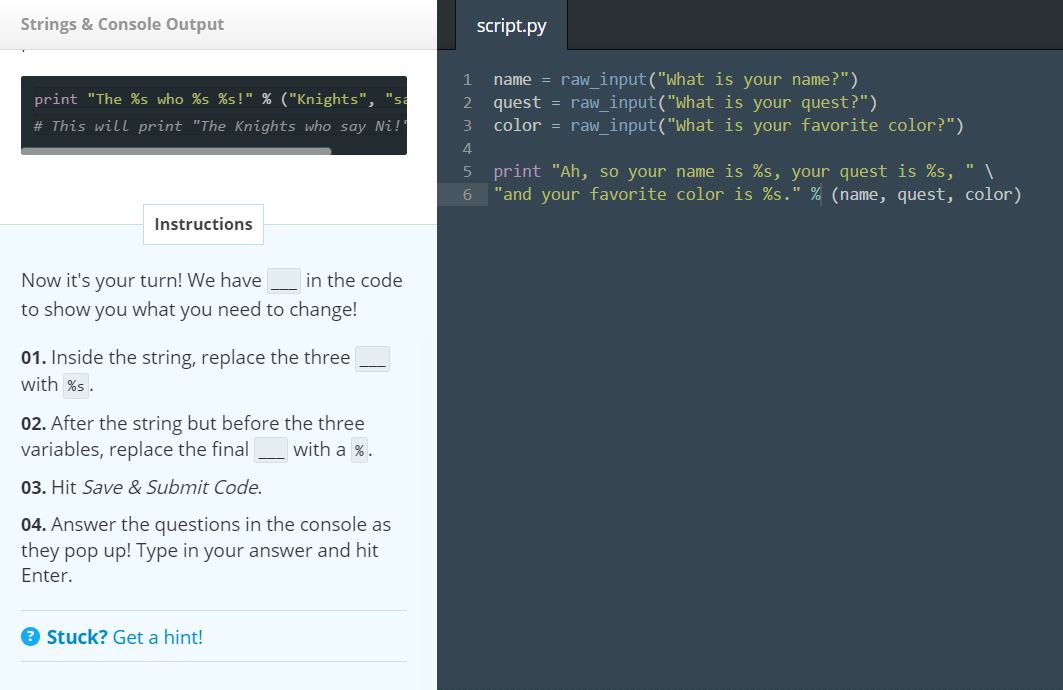 Strings & Console Output
script.py
print "The %s who %s %s!" % ("Knights", "sa
# This will print "The Knights who say Ni!"
Instructions
Now it's your turn! We have ___ in the code
to show you what you need to change!
01. Inside the string, replace the three ___
with %s.
02. After the string but before the three
variables, replace the final ___ with a %.
03. Hit Save & Submit Code.
04. Answer the questions in the console as
they pop up! Type in your answer and hit
Enter.
? Stuck? Get a hint!
1 name = raw_input("What is your name?")
2 quest = raw_input("What is your quest?")
3 color = raw_input("What is your favorite color?")
4
5 print "Ah, so your name is %s, your quest is %s, " \
6 "and your favorite color is %s." % (name, quest, color)